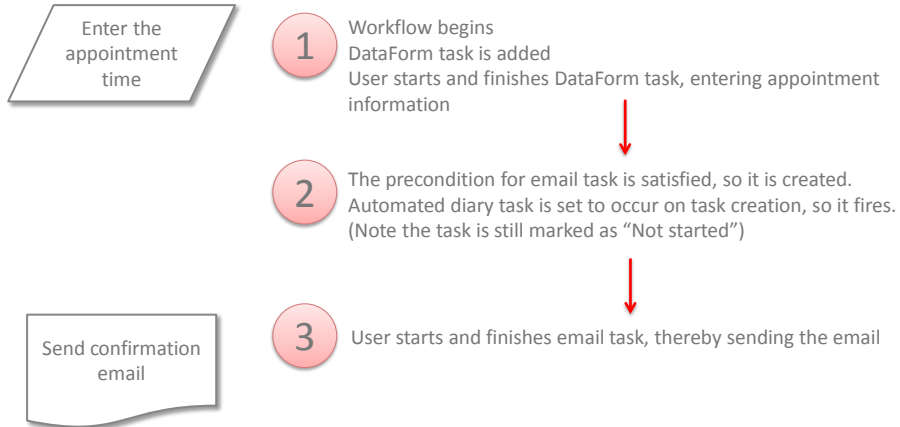 Enter the
appointment
time
1
Workflow begins
DataForm task is added
User starts and finishes DataForm task, entering appointment
information
2
The precondition for email task is satisfied, so it is created.
Automated diary task is set to occur on task creation, so it fires.
(Note the task is still marked as “Not started”)
Send confirmation
email
3
User starts and finishes email task, thereby sending the email